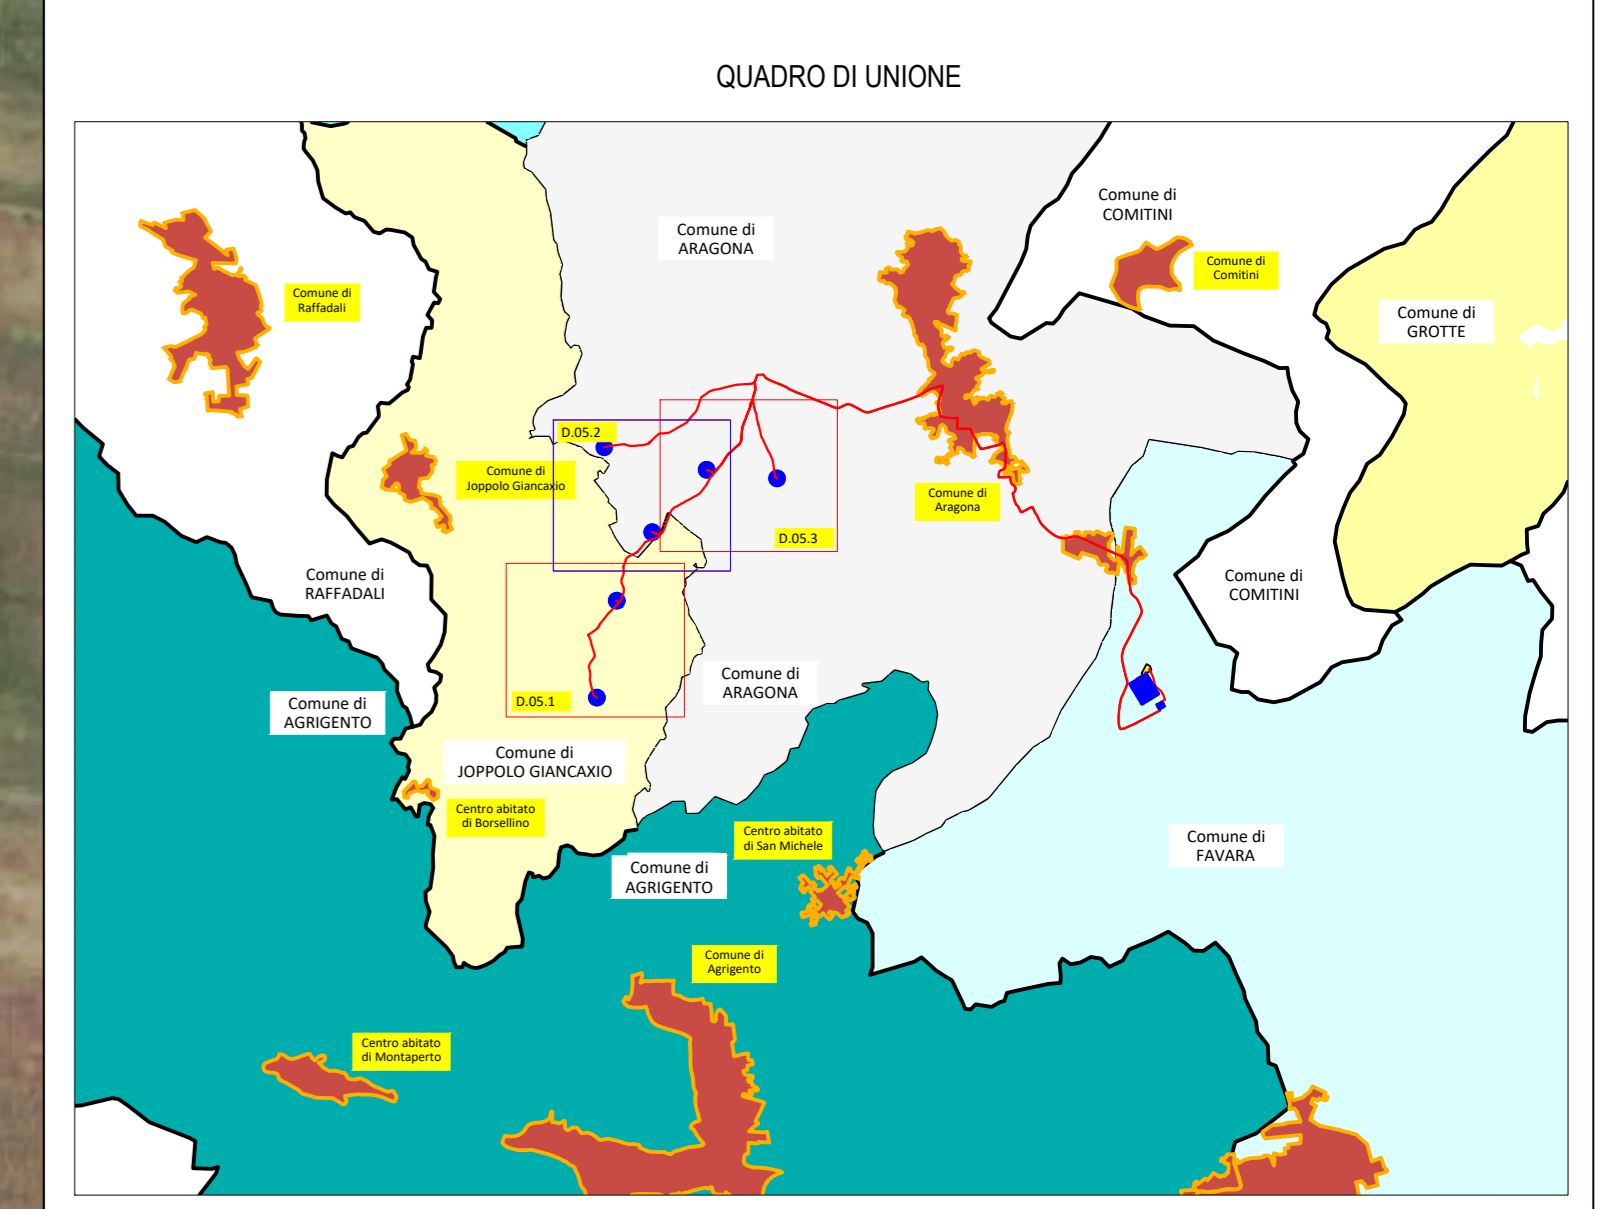 QUADRO DI UNIONE
Comune di
COMITINI
Comune di
ARAGONA
Comune di
Comitini
Comune di
Raffadali
Comune di
GROTTE
D.05.2
Comune di
Joppolo Giancaxio
Comune di
Aragona
D.05.3
Comune di
RAFFADALI
Comune di
COMITINI
Comune di
ARAGONA
D.05.1
Comune di
AGRIGENTO
Comune di
JOPPOLO GIANCAXIO
Centro abitato
di Borsellino
Centro abitato
di San Michele
Comune di
FAVARA
Comune di
AGRIGENTO
Comune di
Agrigento
Centro abitato
di Montaperto